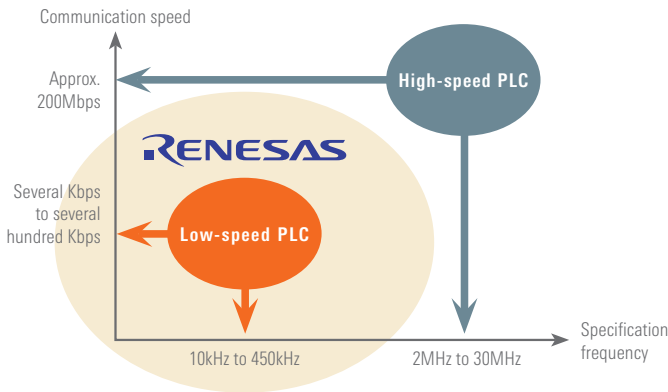 Communication speed
Approx.
200Mbps
High-speed PLC
RENESAS
Several Kbps
to several
hundred Kbps
Low-speed PLC
10kHz to 450kHz
2MHz to 30MHz
Specification
frequency